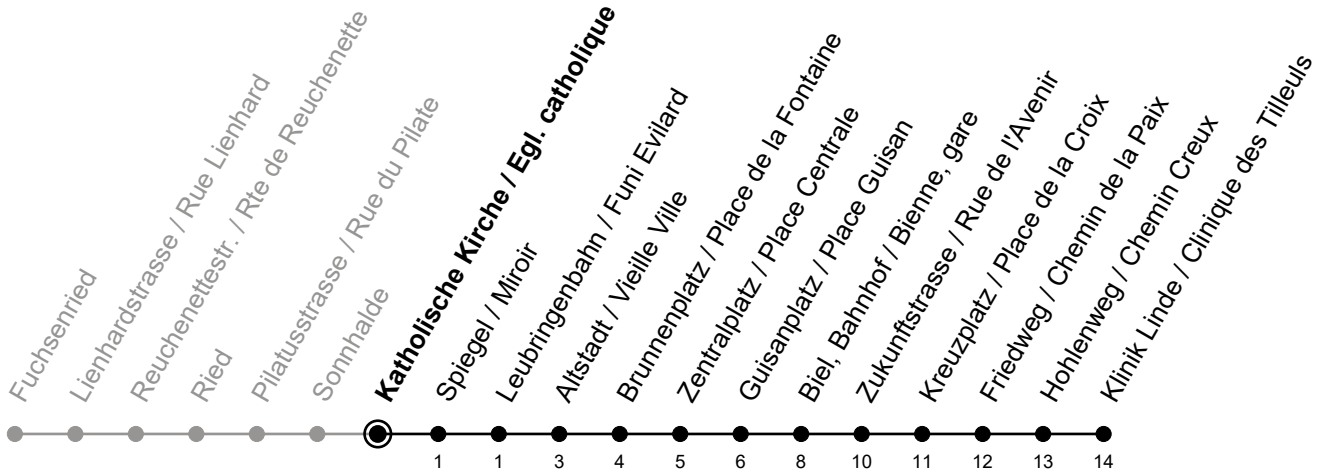 Fuchsenried
Lienhardstrasse / Rue Lienhard
Reuchenettestr. / Rte de Reuchenette
Ried
Pilatusstrasse / Rue du Pilate
Sonnhalde
Katholische Kirche / Egl. catholique
Spiegel / Miroir
Leubringenbahn / Funi Evilard
Altstadt / Vieille Ville
Brunnenplatz / Place de la Fontaine
Zentralplatz / Place Centrale
Guisanplatz / Place Guisan
Biel, Bahnhof / Bienne, gare
Zukunftstrasse / Rue de l'Avenir
Kreuzplatz / Place de la Croix
Friedweg / Chemin de la Paix
Hohlenweg / Chemin Creux
Klinik Linde / Clinique des Tilleuls
1 1 3 4 5 6 8 10 11 12 13 14